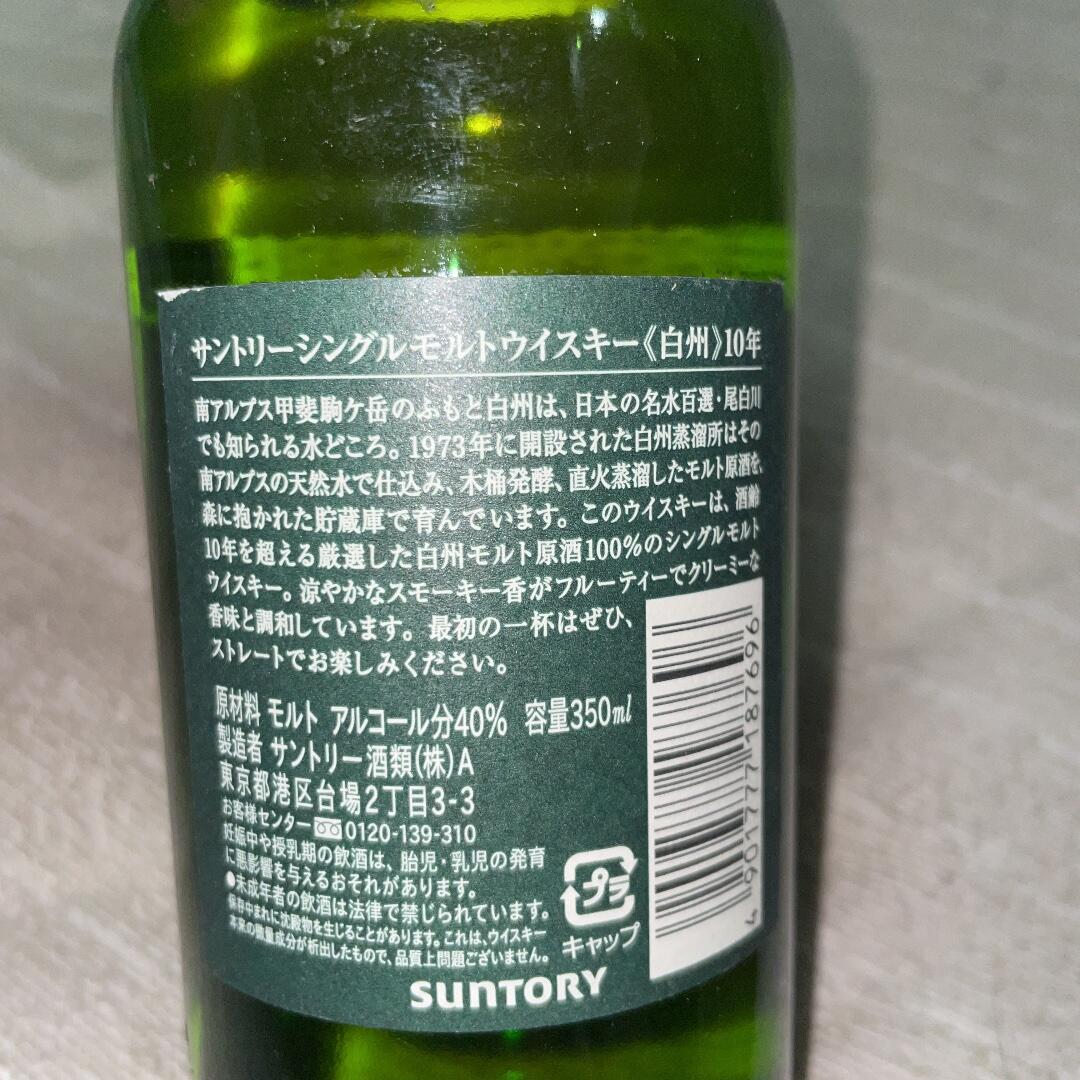 サントリーシングルモルトウイスキー《白州》10年
南アルプス甲斐駒ケ岳のふもと白州は、日本の名水百選・尾白川
でも知られる水どころ。1973年に開設された白州蒸溜所はその
南アルプスの天然水で仕込み、木桶発酵、直火蒸溜したモルト原酒を、
森に抱かれた貯蔵庫で育んでいます。このウイスキーは、酒齢
10年を超える厳選した白州モルト原酒100%のシングルモルト
ウイスキー。涼やかなスモーキー香がフルーティーでクリーミーな
香味と調和しています。最初の一杯はぜひ、
ストレートでお楽しみください。
原材料 モルト アルコール分40% 容量350ml
製造者 サントリー酒類(株)A
東京都港区台場2丁目3-3
お客様センター 0120-139-310
妊娠中や授乳期の飲酒は、胎児・乳児の発育
に悪影響を与えるおそれがあります。
●未成年者の飲酒は法律で禁じられています。
保存中まれに沈殿物を生じることがあります。これは、ウイスキー
本来の微量成分が析出したもので、品質上問題ございません。
プラ
キャップ
SUNTORY
4901777187696